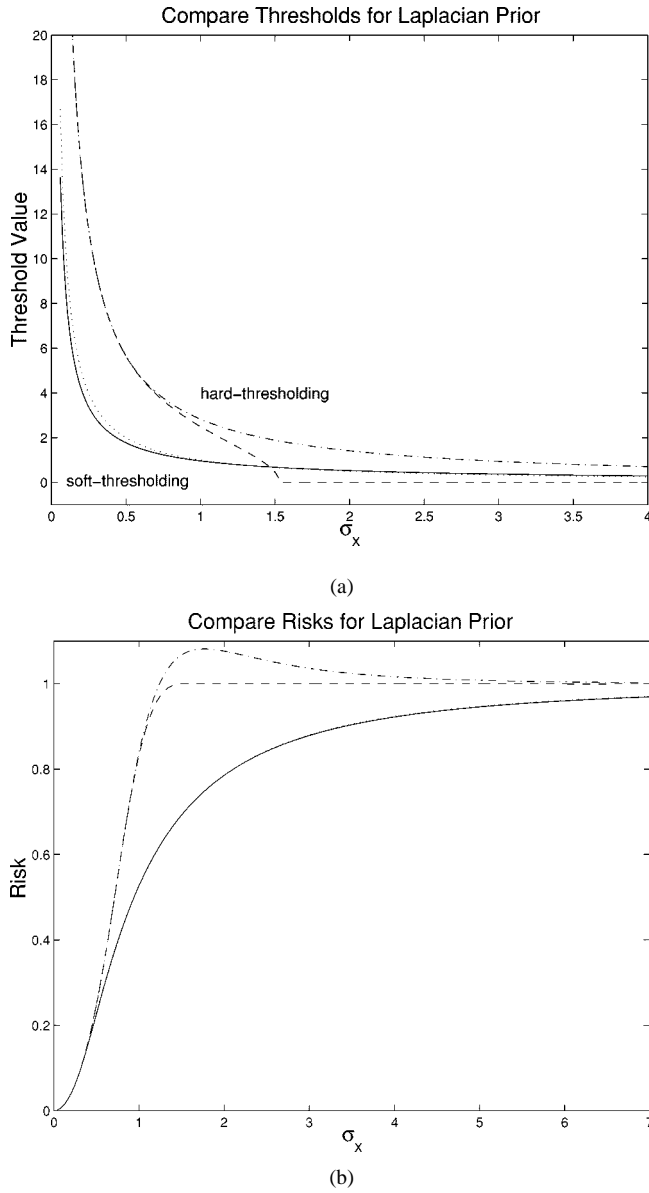 Compare Thresholds for Laplacian Prior
20
18
16
14
12
10
8
6
4
2
0
Threshold Value
hard-thresholding
soft-thresholding
0 0.5 1 1.5 2 2.5 3 3.5 4
σx
(a)
Compare Risks for Laplacian Prior
1
0.8
0.6
0.4
0.2
0
Risk
0 1 2 3 4 5 6 7
σx
(b)